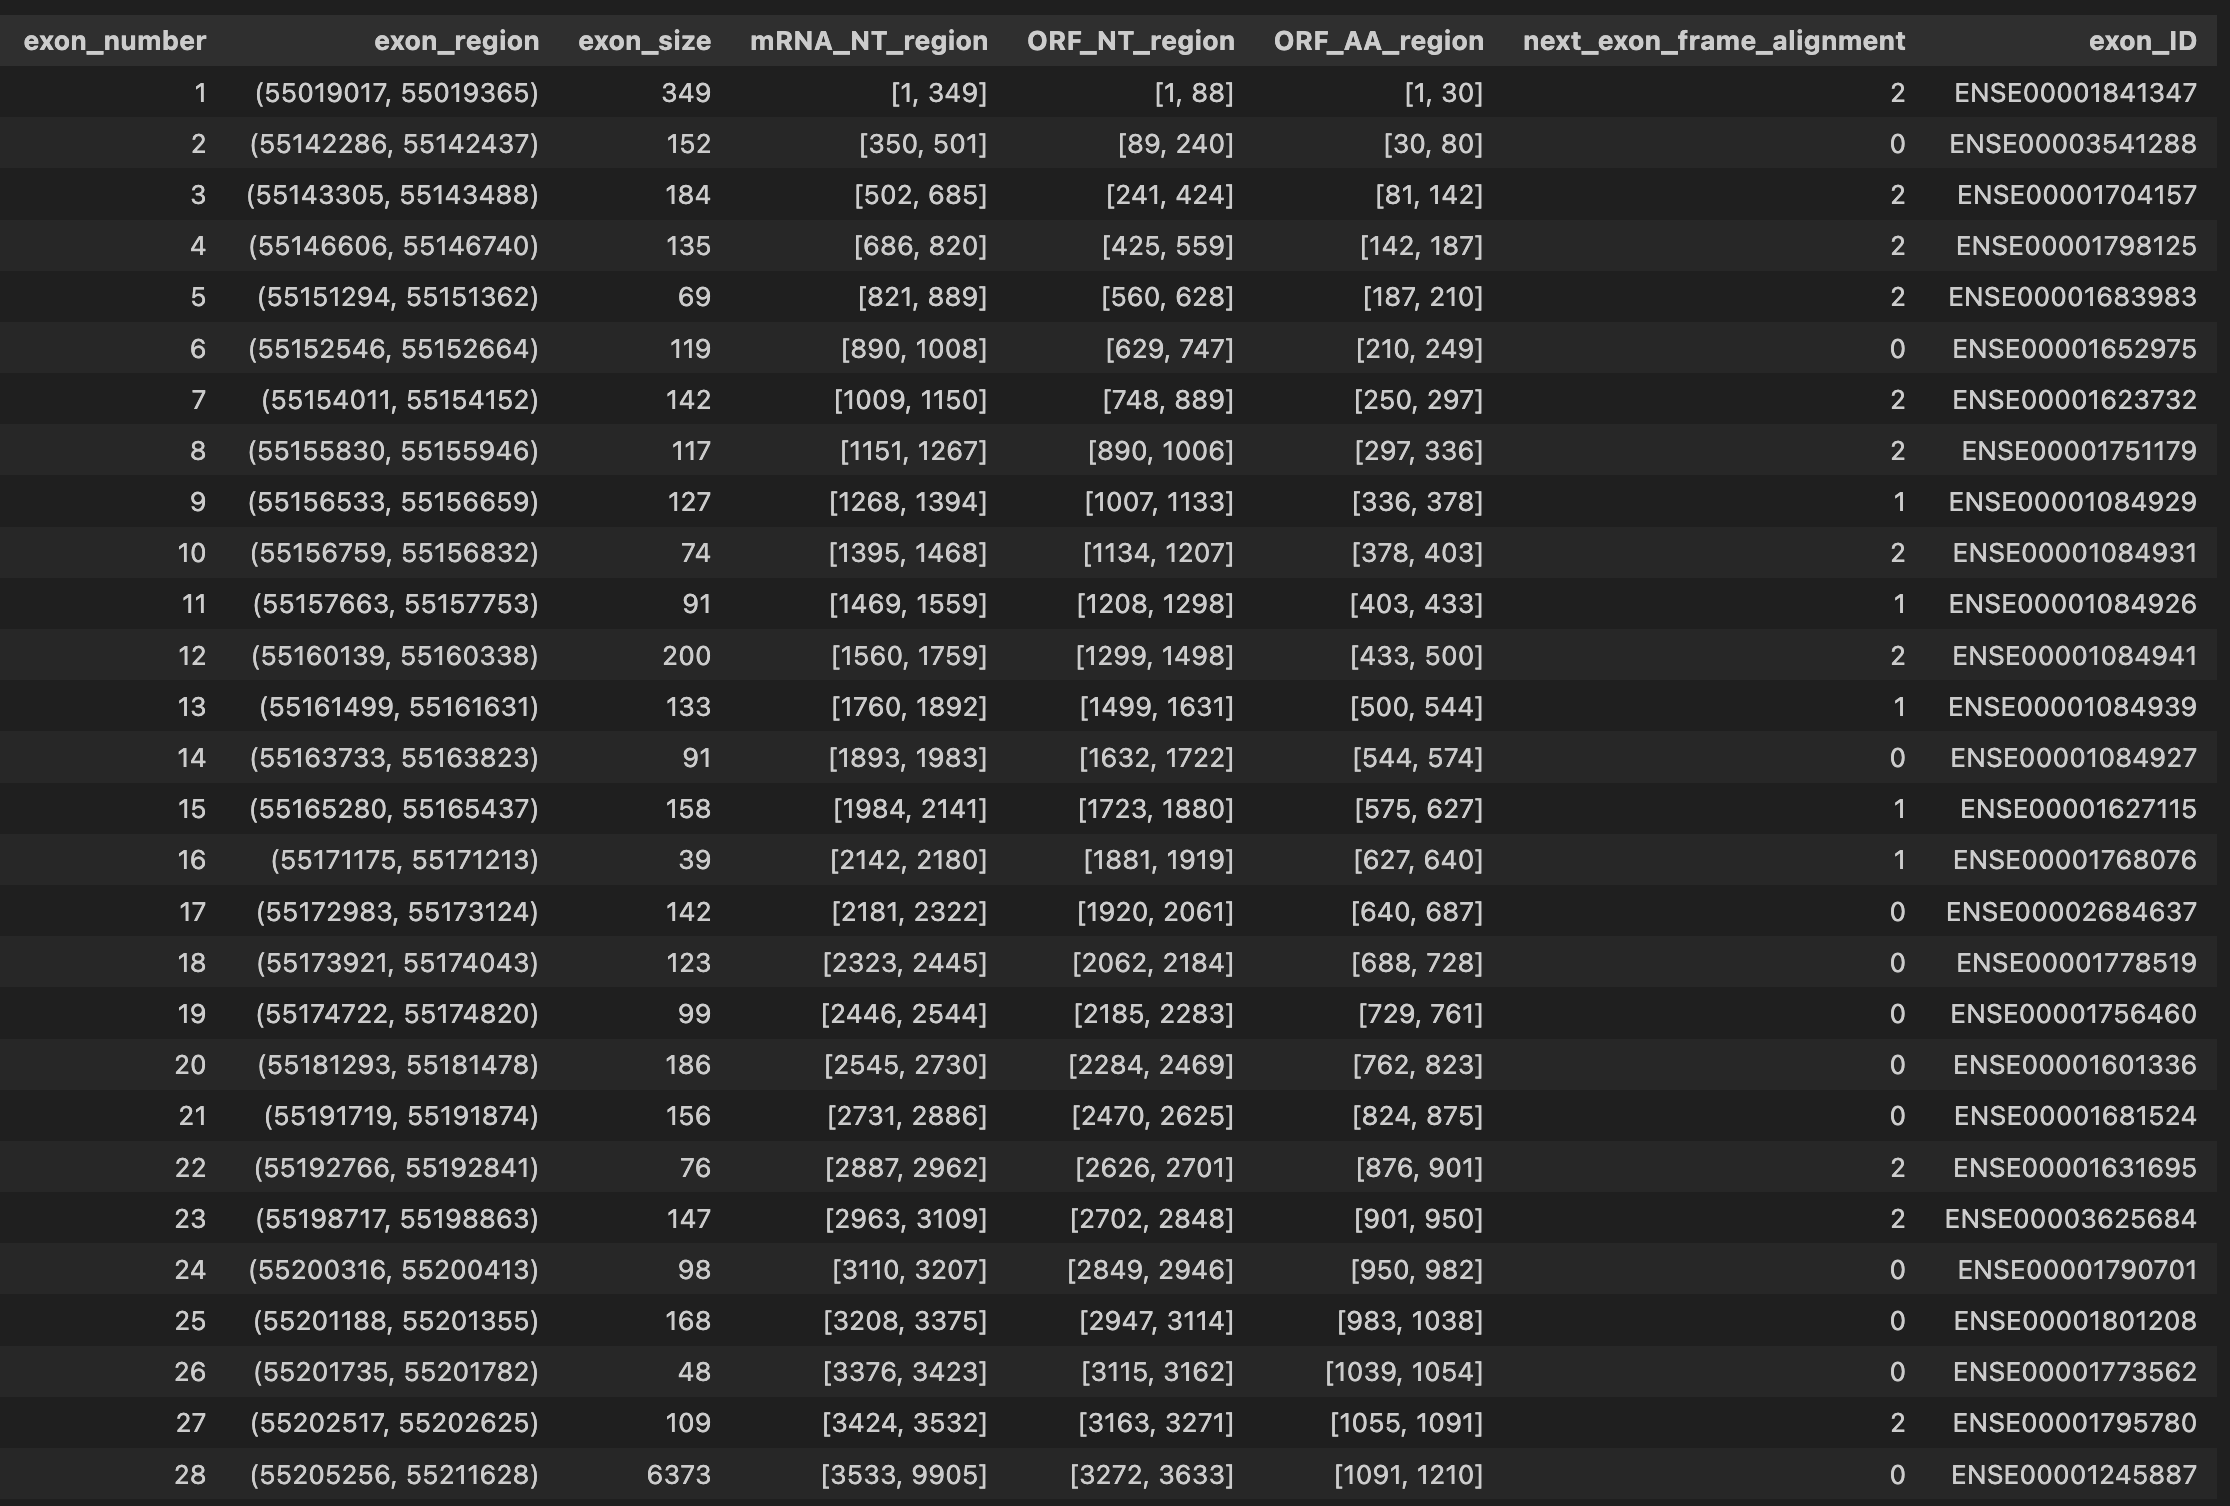 exon_number exon_region exon_size mRNA_NT_region ORF_NT_region ORF_AA_region next_exon_frame_alignment exon_ID
1 (55019017, 55019365) 349 [1, 349] [1, 88] [1, 30] 2 ENSE00001841347
2 (55142286, 55142437) 152 [350, 501] [89, 240] [30, 80] 0 ENSE00003541288
3 (55143305, 55143488) 184 [502, 685] [241, 424] [81, 142] 2 ENSE00001704157
4 (55146606, 55146740) 135 [686, 820] [425, 559] [142, 187] 2 ENSE00001798125
5 (55151294, 55151362) 69 [821, 889] [560, 628] [187, 210] 2 ENSE00001683983
6 (55152546, 55152664) 119 [890, 1008] [629, 747] [210, 249] 0 ENSE00001652975
7 (55154011, 55154152) 142 [1009, 1150] [748, 889] [250, 297] 2 ENSE00001623732
8 (55155830, 55155946) 117 [1151, 1267] [890, 1006] [297, 336] 2 ENSE00001751179
9 (55156533, 55156659) 127 [1268, 1394] [1007, 1133] [336, 378] 1 ENSE00001084929
10 (55156759, 55156832) 74 [1395, 1468] [1134, 1207] [378, 403] 2 ENSE00001084931
11 (55157663, 55157753) 91 [1469, 1559] [1208, 1298] [403, 433] 1 ENSE00001084926
12 (55160139, 55160338) 200 [1560, 1759] [1299, 1498] [433, 500] 2 ENSE00001084941
13 (55161499, 55161631) 133 [1760, 1892] [1499, 1631] [500, 544] 1 ENSE00001084939
14 (55163733, 55163823) 91 [1893, 1983] [1632, 1722] [544, 574] 0 ENSE00001084927
15 (55165280, 55165437) 158 [1984, 2141] [1723, 1880] [575, 627] 1 ENSE00001627115
16 (55171175, 55171213) 39 [2142, 2180] [1881, 1919] [627, 640] 1 ENSE00001768076
17 (55172983, 55173124) 142 [2181, 2322] [1920, 2061] [640, 687] 0 ENSE00002684637
18 (55173921, 55174043) 123 [2323, 2445] [2062, 2184] [688, 728] 0 ENSE00001778519
19 (55174722, 55174820) 99 [2446, 2544] [2185, 2283] [729, 761] 0 ENSE00001756460
20 (55181293, 55181478) 186 [2545, 2730] [2284, 2469] [762, 823] 0 ENSE00001601336
21 (55191719, 55191874) 156 [2731, 2886] [2470, 2625] [824, 875] 0 ENSE00001681524
22 (55192766, 55192841) 76 [2887, 2962] [2626, 2701] [876, 901] 2 ENSE00001631695
23 (55198717, 55198863) 147 [2963, 3109] [2702, 2848] [901, 950] 2 ENSE00003625684
24 (55200316, 55200413) 98 [3110, 3207] [2849, 2946] [950, 982] 0 ENSE00001790701
25 (55201188, 55201355) 168 [3208, 3375] [2947, 3114] [983, 1038] 0 ENSE00001801208
26 (55201735, 55201782) 48 [3376, 3423] [3115, 3162] [1039, 1054] 0 ENSE00001773562
27 (55202517, 55202625) 109 [3424, 3532] [3163, 3271] [1055, 1091] 2 ENSE00001795780
28 (55205256, 55211628) 6373 [3533, 9905] [3272, 3633] [1091, 1210] 0 ENSE00001245887